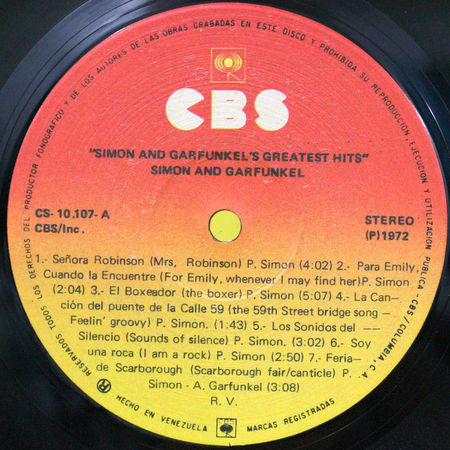 RESERVADOS TODOS LOS DERECHOS DEL PRODUCTOR FONOGRAFICO Y DE LOS AUTORES DE LAS OBRAS GRABADAS EN ESTE DISCO Y PROHIBIDA SU REPRODUCCION, EJECUCION Y UTILIZACION PUBLICA - CBS/COLUMBIA, C.A.
CBS
"SIMON AND GARFUNKEL'S GREATEST HITS"
SIMON AND GARFUNKEL
CS- 10.107- A
CBS/Inc.
STEREO
(P)1972
1.- Señora Robinson (Mrs, Robinson) P. Simon (4:02) 2.- Para Emily,
Cuando la Encuentre (For Emily, whenever I may find her)P. Simon
(2:04) 3.- El Boxeador (the boxer) P. Simon (5:07) 4.- La Can-
ción del puente de la Calle 59 (the 59th Street bridge song —
Feelin' groovy) P. Simon. (1:43) 5.- Los Sonidos del — —
Silencio (Sounds of silence) P. Simon. (3:02) 6.- Soy
una roca (I am a rock) P. Simon (2:50) 7.- Feria-
de Scarborough (Scarborough fair/canticle) P. —
Simon - A. Garfunkel (3:08)
R. V.
R HECHO EN VENEZUELA MARCAS REGISTRADAS